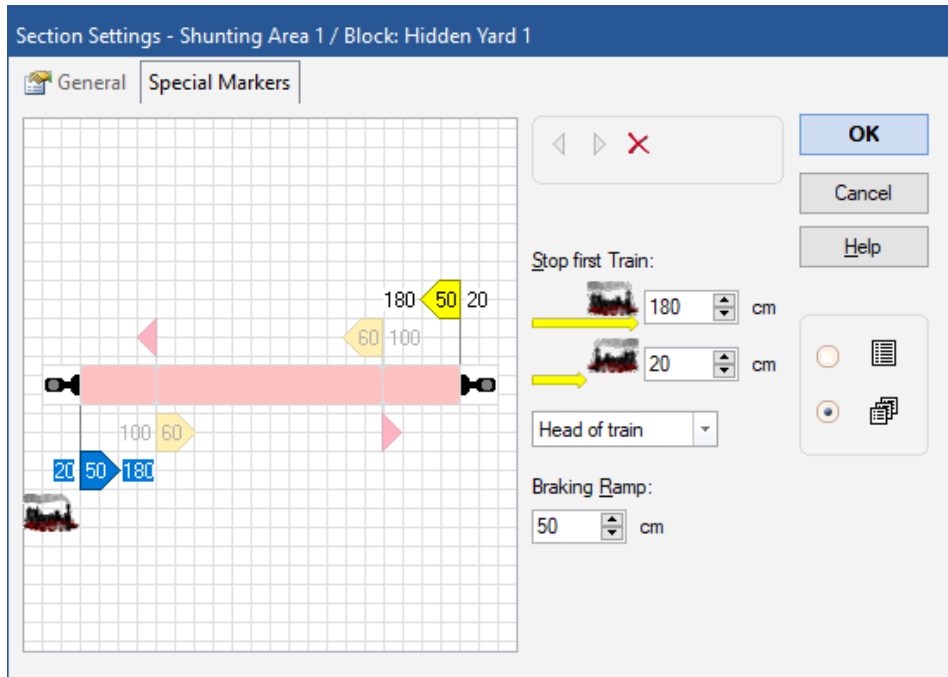 Section Settings - Shunting Area 1 / Block: Hidden Yard 1
General
Special Markers
OK
Cancel
Help
Stop first Train:
180 cm
20 cm
Head of train
Braking Ramp:
50 cm
180 50 20
60 100
100 60
20 50 180